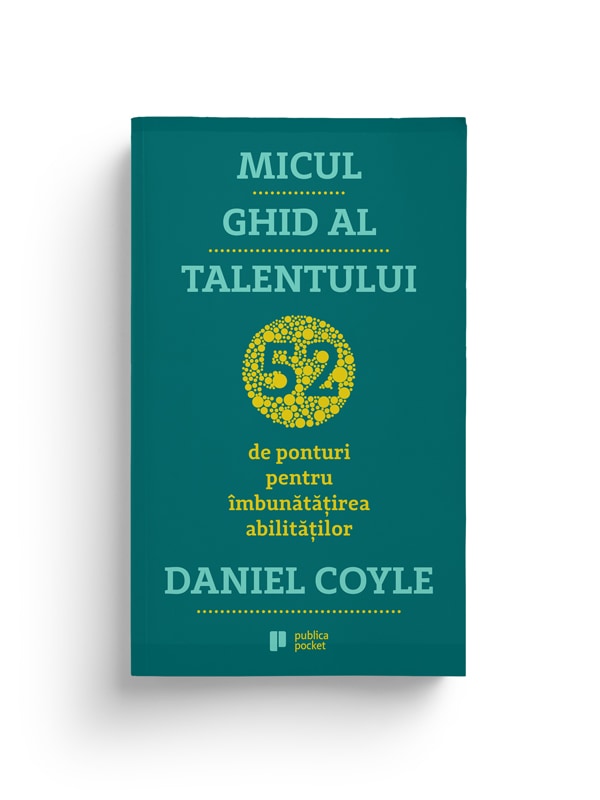 MICUL
GHID AL
TALENTULUI
52
de ponturi
pentru
îmbunătățirea
abilităților
DANIEL COYLE
publica
pocket